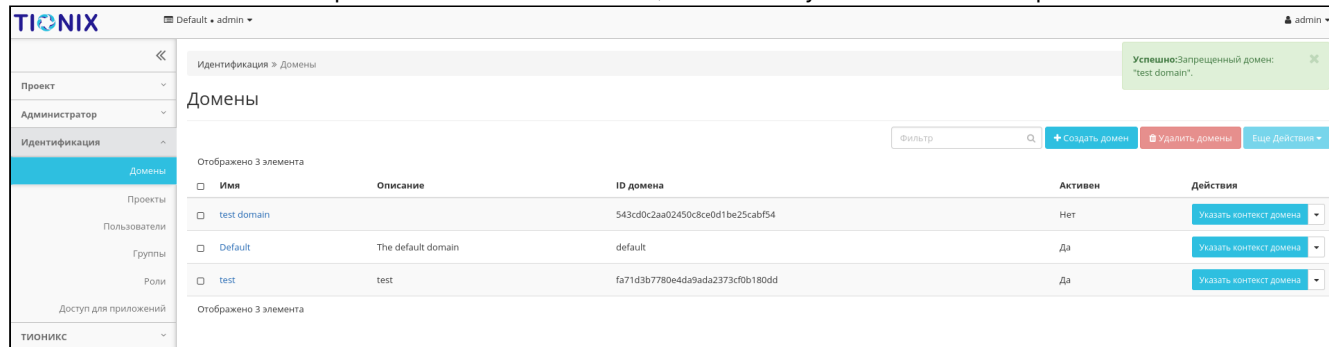 TIONIX
Default • admin
admin
Идентификация » Домены
Успешно:Запрещенный домен:
"test domain".
Проект
Администратор
Идентификация
Домены
Проекты
Пользователи
Группы
Роли
Доступ для приложений
ТИОНИКС
Домены
Фильтр
Создать домен
Удалить домены
Еще Действия
Отображено 3 элемента
Имя Описание ID домена Активен Действия
test domain 543cd0c2aa02450c8ce0d1be25cabf54 Нет Указать контекст домена
Default The default domain default Да Указать контекст домена
test test fa71d3b7780e4da9ada2373cf0b180dd Да Указать контекст домена
Отображено 3 элемента